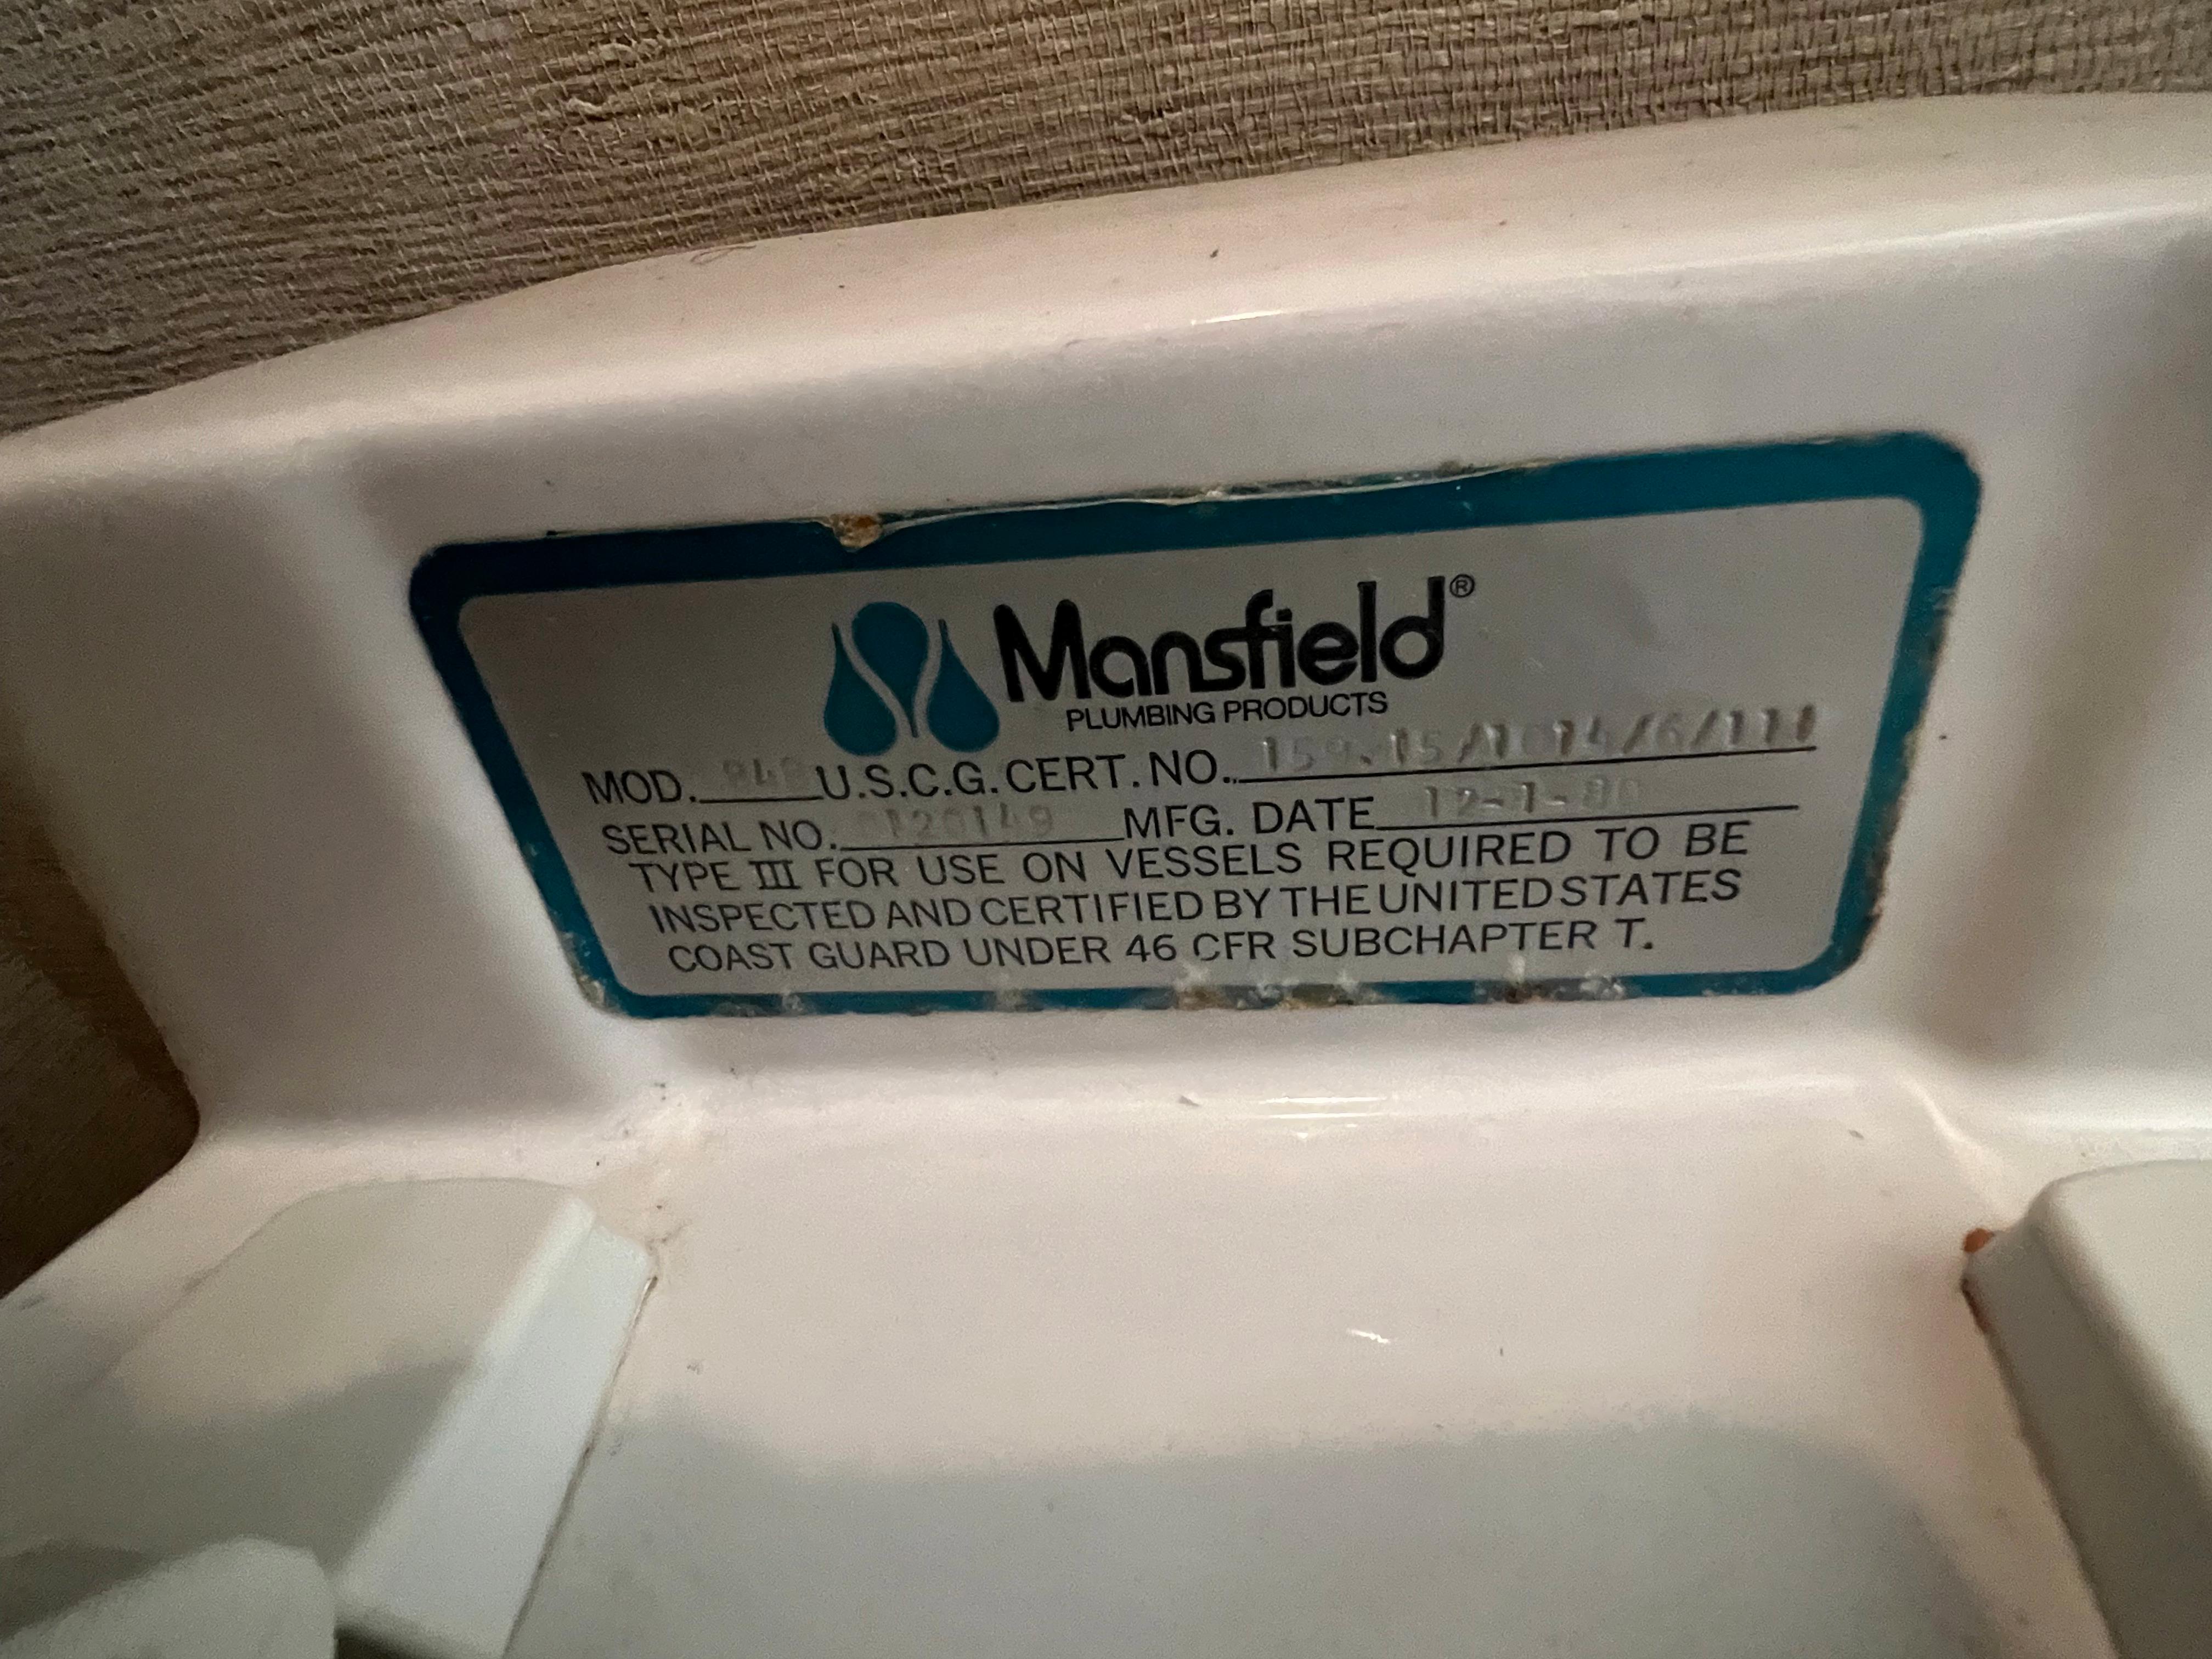 Mansfield®
PLUMBING PRODUCTS
MOD. U.S.C.G. CERT. NO.
SERIAL NO. MFG. DATE
TYPE III FOR USE ON VESSELS REQUIRED TO BE
INSPECTED AND CERTIFIED BY THE UNITED STATES
COAST GUARD UNDER 46 CFR SUBCHAPTER T.